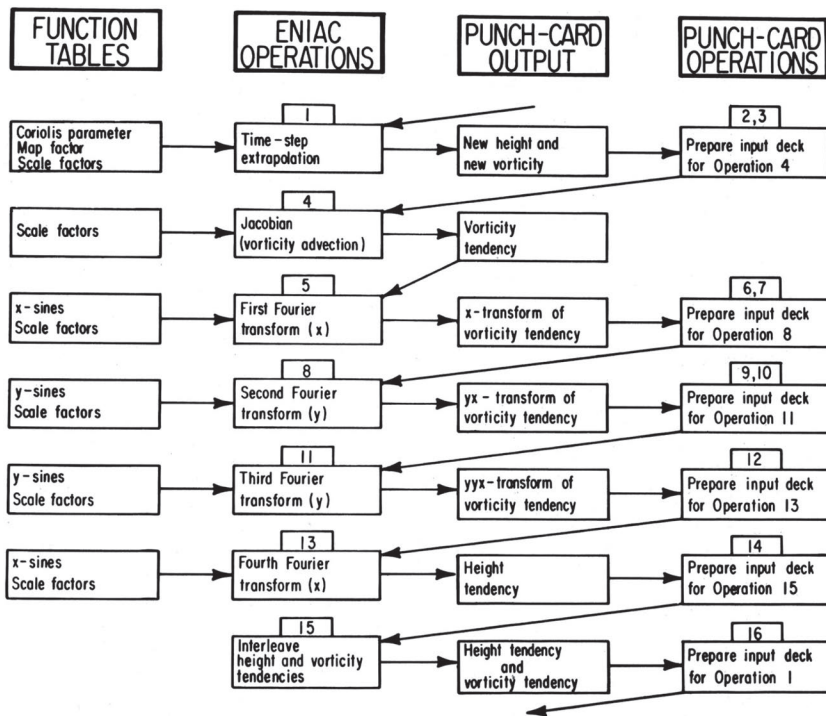 FUNCTION
TABLES
ENIAC
OPERATIONS
PUNCH-CARD
OUTPUT
PUNCH-CARD
OPERATIONS
Coriolis parameter
Map factor
Scale factors
1
Time-step
extrapolation
New height and
new vorticity
2,3
Prepare input deck
for Operation 4
Scale factors
4
Jacobian
(vorticity advection)
Vorticity
tendency
x-sines
Scale factors
5
First Fourier
transform (x)
x-transform of
vorticity tendency
6,7
Prepare input deck
for Operation 8
y-sines
Scale factors
8
Second Fourier
transform (y)
yx-transform of
vorticity tendency
9,10
Prepare input deck
for Operation 11
y-sines
Scale factors
11
Third Fourier
transform (y)
yyx-transform of
vorticity tendency
12
Prepare input deck
for Operation 13
x-sines
Scale factors
13
Fourth Fourier
transform (x)
Height
tendency
14
Prepare input deck
for Operation 15
15
Interleave
height and vorticity
tendencies
Height tendency
and
vorticity tendency
16
Prepare input deck
for Operation 1